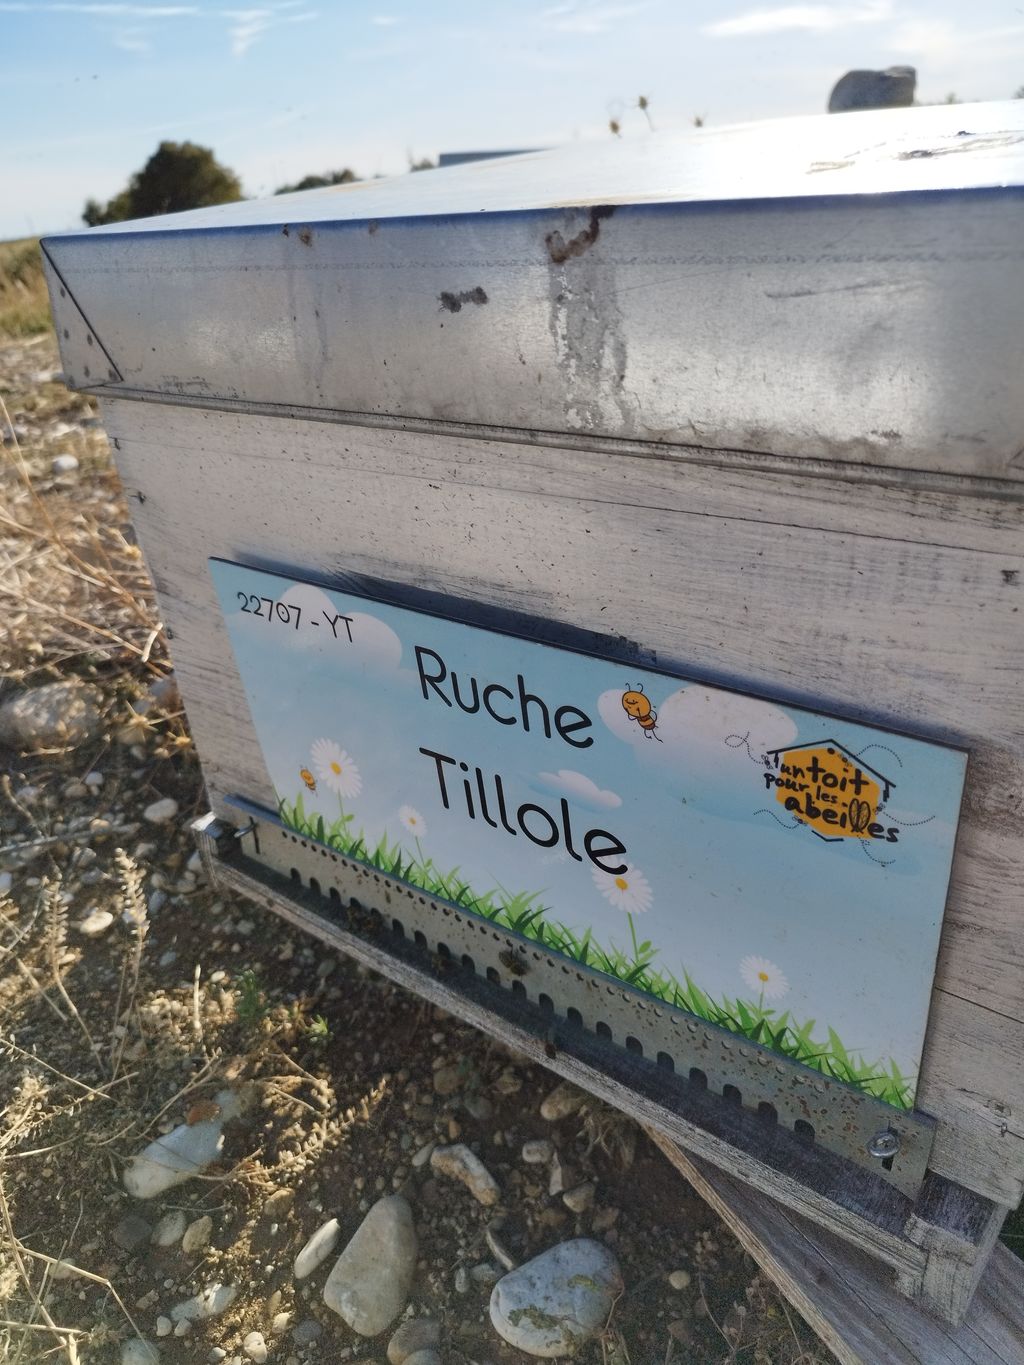 22707-YT
Ruche
Tillole
un toit
pour les
abeilles